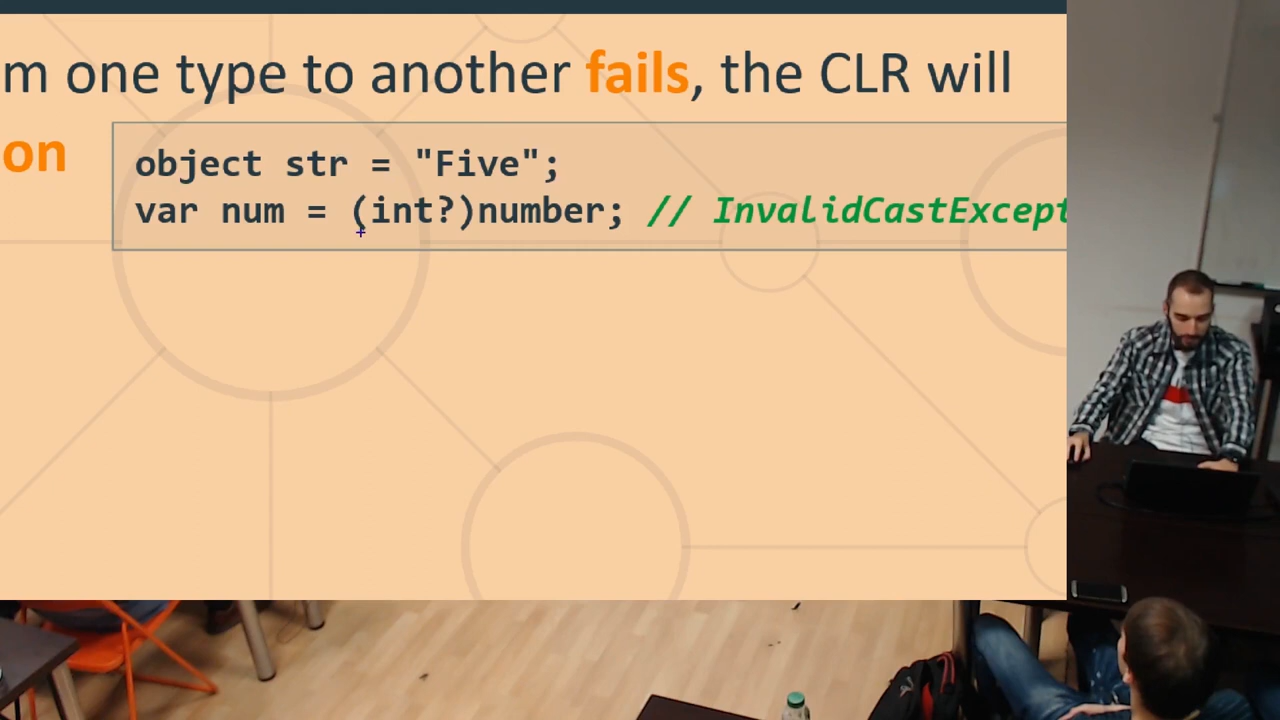 m one type to another fails, the CLR will
on
object str = "Five";
var num = (int?)number; // InvalidCastExcept